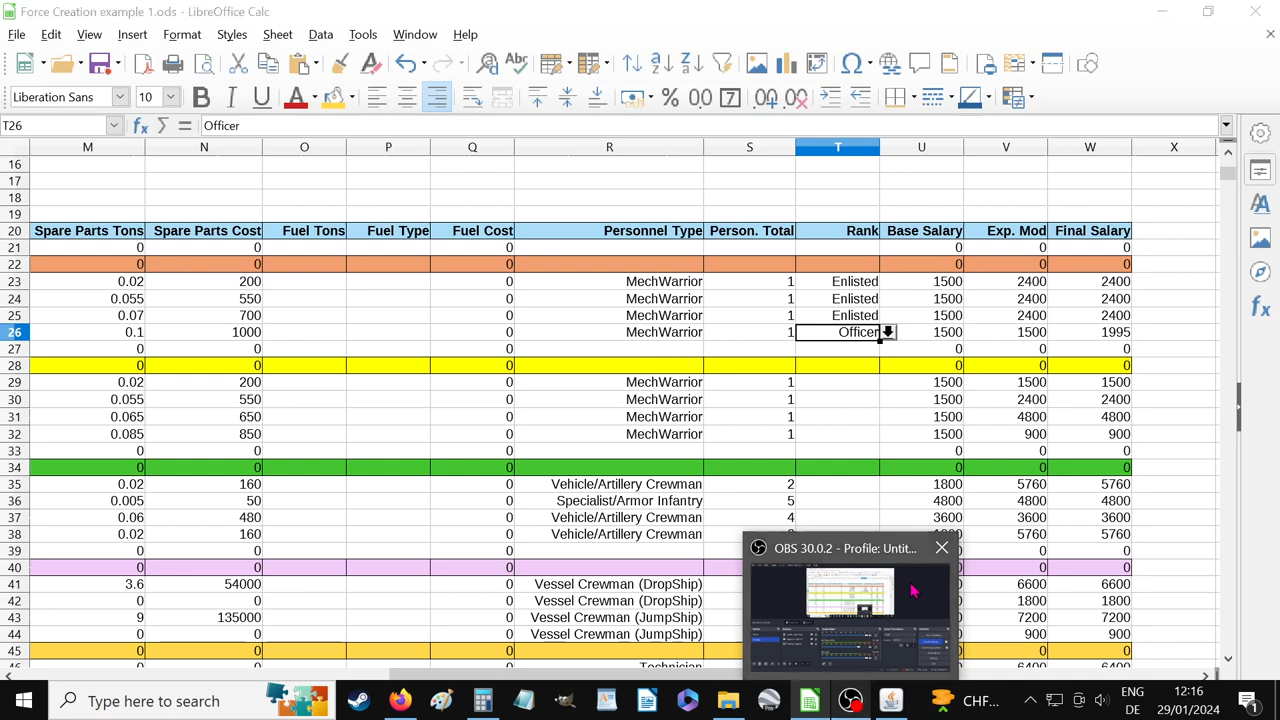 Force Creation example 1.ods - LibreOffice Calc
File Edit View Insert Format Styles Sheet Data Tools Window Help
Liberation Sans 10
T26 Officer
M N O P Q R S T U V W X
16
17
18
19
20 Spare Parts Tons Spare Parts Cost Fuel Tons Fuel Type Fuel Cost Personnel Type Person. Total Rank Base Salary Exp. Mod Final Salary
21 0 0 0 0 0 0
22 0 0 0 0 0 0
23 0.02 200 0 MechWarrior 1 Enlisted 1500 2400 2400
24 0.055 550 0 MechWarrior 1 Enlisted 1500 2400 2400
25 0.07 700 0 MechWarrior 1 Enlisted 1500 2400 2400
26 0.1 1000 0 MechWarrior 1 Officer 1500 1500 1995
27 0 0 0 0 0 0
28 0 0 0 0 0 0
29 0.02 200 0 MechWarrior 1 1500 1500 1500
30 0.055 550 0 MechWarrior 1 1500 2400 2400
31 0.065 650 0 MechWarrior 1 1500 4800 4800
32 0.085 850 0 MechWarrior 1 1500 900 900
33 0 0 0 0 0 0
34 0 0 0 0 0 0
35 0.02 160 0 Vehicle/Artillery Crewman 2 1800 5760 5760
36 0.005 50 0 Specialist/Armor Infantry 5 4800 4800 4800
37 0.06 480 0 Vehicle/Artillery Crewman 4 3600 3600 3600
38 0.02 160 0 Vehicle/Artillery Crewman 5760 5760
39 0 0 0 0 0
40 0 0 0 0 0
41 54000 0 Vessel Crewman (DropShip) 6600
42 0 0 Vessel Crewman (DropShip) 7200
43 135000 0 Vessel Crewman (JumpShip) 7200
44 0 0 Vessel Crewman (JumpShip) 900
45 0 0 0
OBS 30.0.2 - Profile: Untit...
Type here to search
CHF...
ENG
DE
12:16
29/01/2024
1